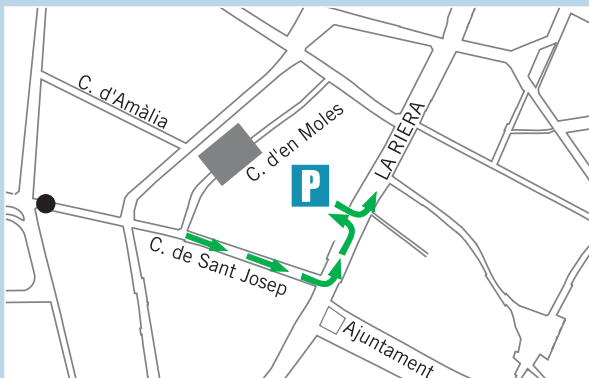 C. d'Amàlia
C. d'en Moles
LA RIERA
P
C. de Sant Josep
Ajuntament